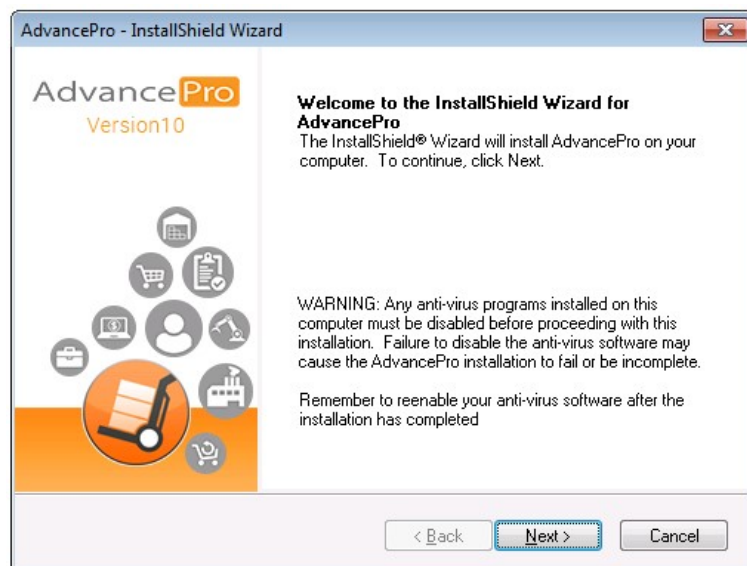 AdvancePro - InstallShield Wizard
AdvancePro
Version10
Welcome to the InstallShield Wizard for
AdvancePro
The InstallShield® Wizard will install AdvancePro on your
computer. To continue, click Next.
WARNING: Any anti-virus programs installed on this
computer must be disabled before proceeding with this
installation. Failure to disable the anti-virus software may
cause the AdvancePro installation to fail or be incomplete.
Remember to reenable your anti-virus software after the
installation has completed
< Back Next > Cancel